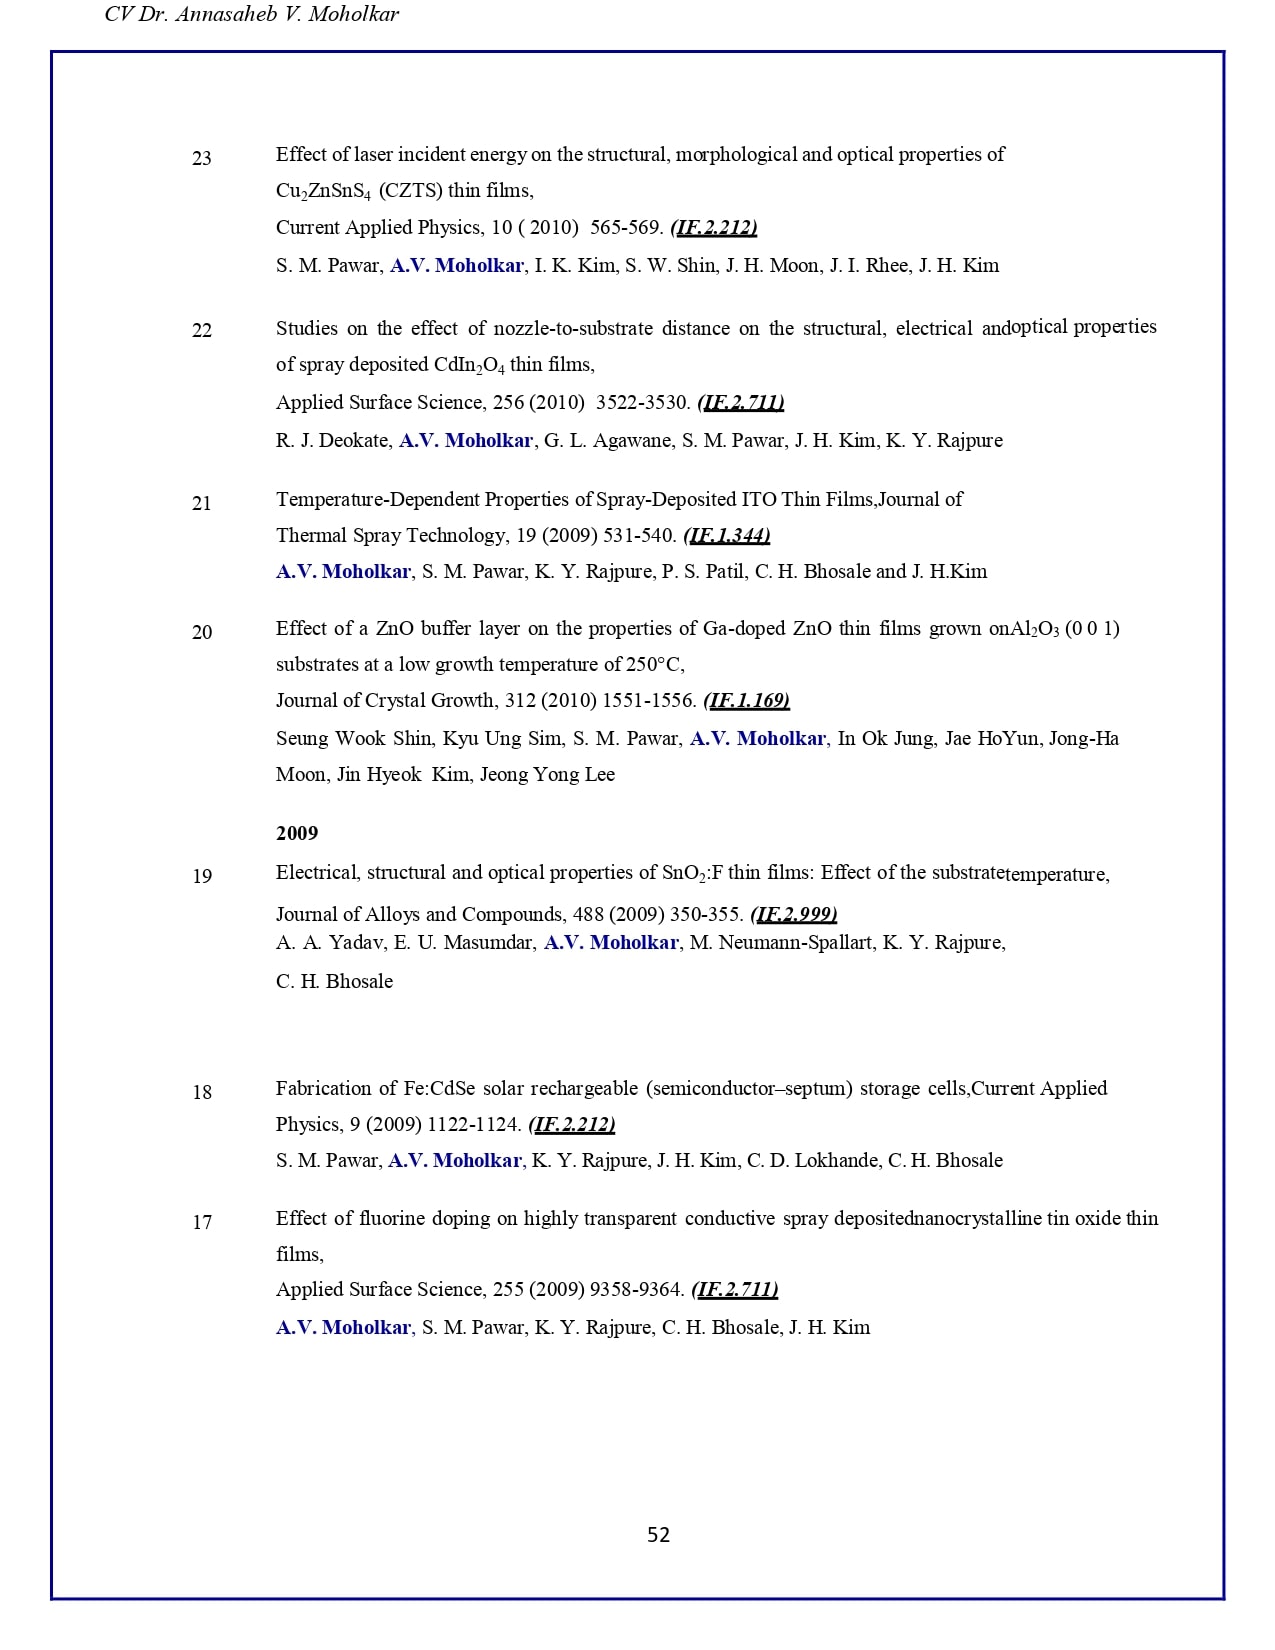 CV Dr. Annasaheb V. Moholkar
23 Effect of laser incident energy on the structural, morphological and optical properties of
Cu₂ZnSnS₄ (CZTS) thin films,
Current Applied Physics, 10 ( 2010) 565-569. (IF.2.212)
S. M. Pawar, A.V. Moholkar, I. K. Kim, S. W. Shin, J. H. Moon, J. I. Rhee, J. H. Kim
22 Studies on the effect of nozzle-to-substrate distance on the structural, electrical andoptical properties
of spray deposited CdIn₂O₄ thin films,
Applied Surface Science, 256 (2010) 3522-3530. (IF.2.711)
R. J. Deokate, A.V. Moholkar, G. L. Agawane, S. M. Pawar, J. H. Kim, K. Y. Rajpure
21 Temperature-Dependent Properties of Spray-Deposited ITO Thin Films,Journal of
Thermal Spray Technology, 19 (2009) 531-540. (IF.1.344)
A.V. Moholkar, S. M. Pawar, K. Y. Rajpure, P. S. Patil, C. H. Bhosale and J. H.Kim
20 Effect of a ZnO buffer layer on the properties of Ga-doped ZnO thin films grown onAl₂O₃ (0 0 1)
substrates at a low growth temperature of 250°C,
Journal of Crystal Growth, 312 (2010) 1551-1556. (IF.1.169)
Seung Wook Shin, Kyu Ung Sim, S. M. Pawar, A.V. Moholkar, In Ok Jung, Jae HoYun, Jong-Ha
Moon, Jin Hyeok Kim, Jeong Yong Lee
2009
19 Electrical, structural and optical properties of SnO₂:F thin films: Effect of the substratetemperature,
Journal of Alloys and Compounds, 488 (2009) 350-355. (IF.2.999)
A. A. Yadav, E. U. Masumdar, A.V. Moholkar, M. Neumann-Spallart, K. Y. Rajpure,
C. H. Bhosale
18 Fabrication of Fe:CdSe solar rechargeable (semiconductor–septum) storage cells,Current Applied
Physics, 9 (2009) 1122-1124. (IF.2.212)
S. M. Pawar, A.V. Moholkar, K. Y. Rajpure, J. H. Kim, C. D. Lokhande, C. H. Bhosale
17 Effect of fluorine doping on highly transparent conductive spray depositednanocrystalline tin oxide thin
films,
Applied Surface Science, 255 (2009) 9358-9364. (IF.2.711)
A.V. Moholkar, S. M. Pawar, K. Y. Rajpure, C. H. Bhosale, J. H. Kim
52